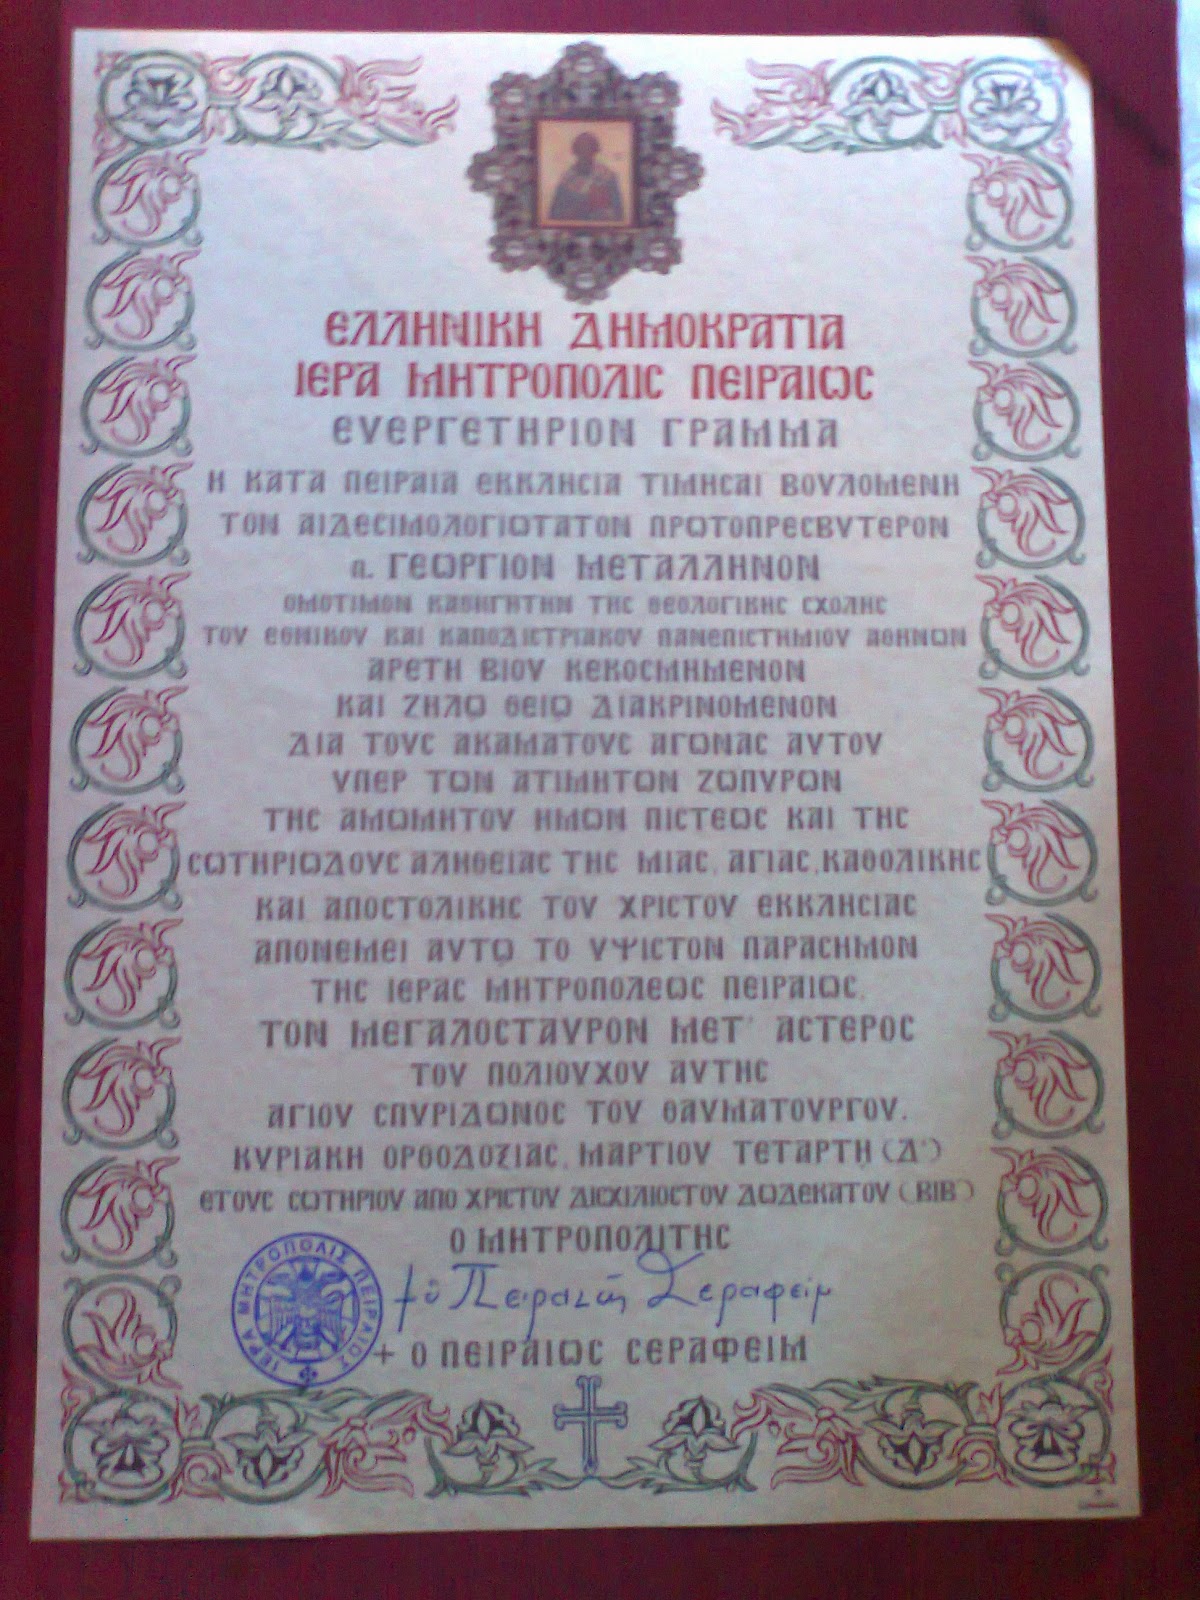 ΕΛΛΗΝΙΚΗ ΔΗΜΟΚΡΑΤΙΑ
ΙΕΡΑ ΜΗΤΡΟΠΟΛΙΣ ΠΕΙΡΑΙΩΣ
ΕΥΕΡΓΕΤΗΡΙΟΝ ΓΡΑΜΜΑ
Η ΚΑΤΑ ΠΕΙΡΑΙΑ ΕΚΚΛΗΣΙΑ ΤΙΜΗΣΑΙ ΒΟΥΛΟΜΕΝΗ
ΤΟΝ ΑΙΔΕΣΙΜΟΛΟΓΙΩΤΑΤΟΝ ΠΡΩΤΟΠΡΕΣΒΥΤΕΡΟΝ
π. ΓΕΩΡΓΙΟΝ ΜΕΤΑΛΛΗΝΟΝ
ΟΜΟΤΙΜΟΝ ΚΑΘΗΓΗΤΗΝ ΤΗΣ ΘΕΟΛΟΓΙΚΗΣ ΣΧΟΛΗΣ
ΤΟΥ ΕΘΝΙΚΟΥ ΚΑΙ ΚΑΠΟΔΙΣΤΡΙΑΚΟΥ ΠΑΝΕΠΙΣΤΗΜΙΟΥ ΑΘΗΝΩΝ
ΑΡΕΤΗ ΒΙΟΥ ΚΕΚΟΣΜΗΜΕΝΟΝ
ΚΑΙ ΖΗΛΩ ΘΕΙΩ ΔΙΑΚΡΙΝΟΜΕΝΟΝ
ΔΙΑ ΤΟΥΣ ΑΚΑΜΑΤΟΥΣ ΑΓΩΝΑΣ ΑΥΤΟΥ
ΥΠΕΡ ΤΩΝ ΑΤΙΜΗΤΩΝ ΖΩΠΥΡΩΝ
ΤΗΣ ΑΜΩΜΗΤΟΥ ΗΜΩΝ ΠΙΣΤΕΩΣ ΚΑΙ ΤΗΣ
ΣΩΤΗΡΙΩΔΟΥΣ ΑΛΗΘΕΙΑΣ ΤΗΣ ΜΙΑΣ, ΑΓΙΑΣ, ΚΑΘΟΛΙΚΗΣ
ΚΑΙ ΑΠΟΣΤΟΛΙΚΗΣ ΤΟΥ ΧΡΙΣΤΟΥ ΕΚΚΛΗΣΙΑΣ
ΑΠΟΝΕΜΕΙ ΑΥΤΩ ΤΟ ΥΨΙΣΤΟΝ ΠΑΡΑΣΗΜΟΝ
ΤΗΣ ΙΕΡΑΣ ΜΗΤΡΟΠΟΛΕΩΣ ΠΕΙΡΑΙΩΣ,
ΤΟΝ ΜΕΓΑΛΟΣΤΑΥΡΟΝ ΜΕΤ' ΑΣΤΕΡΟΣ
ΤΟΥ ΠΟΛΙΟΥΧΟΥ ΑΥΤΗΣ
ΑΓΙΟΥ ΣΠΥΡΙΔΩΝΟΣ ΤΟΥ ΘΑΥΜΑΤΟΥΡΓΟΥ.
ΚΥΡΙΑΚΗ ΟΡΘΟΔΟΞΙΑΣ, ΜΑΡΤΙΟΥ ΤΕΤΑΡΤΗ (Δ')
ΕΤΟΥΣ ΣΩΤΗΡΙΟΥ ΑΠΟ ΧΡΙΣΤΟΥ ΔΙΣΧΙΛΙΟΣΤΟΥ ΔΩΔΕΚΑΤΟΥ (ΒΙΒ')
Ο ΜΗΤΡΟΠΟΛΙΤΗΣ
Πειραιῶς Σεραφείμ
+ Ο ΠΕΙΡΑΙΩΣ ΣΕΡΑΦΕΙΜ
ΙΕΡΑ ΜΗΤΡΟΠΟΛΙΣ ΠΕΙΡΑΙΩΣ